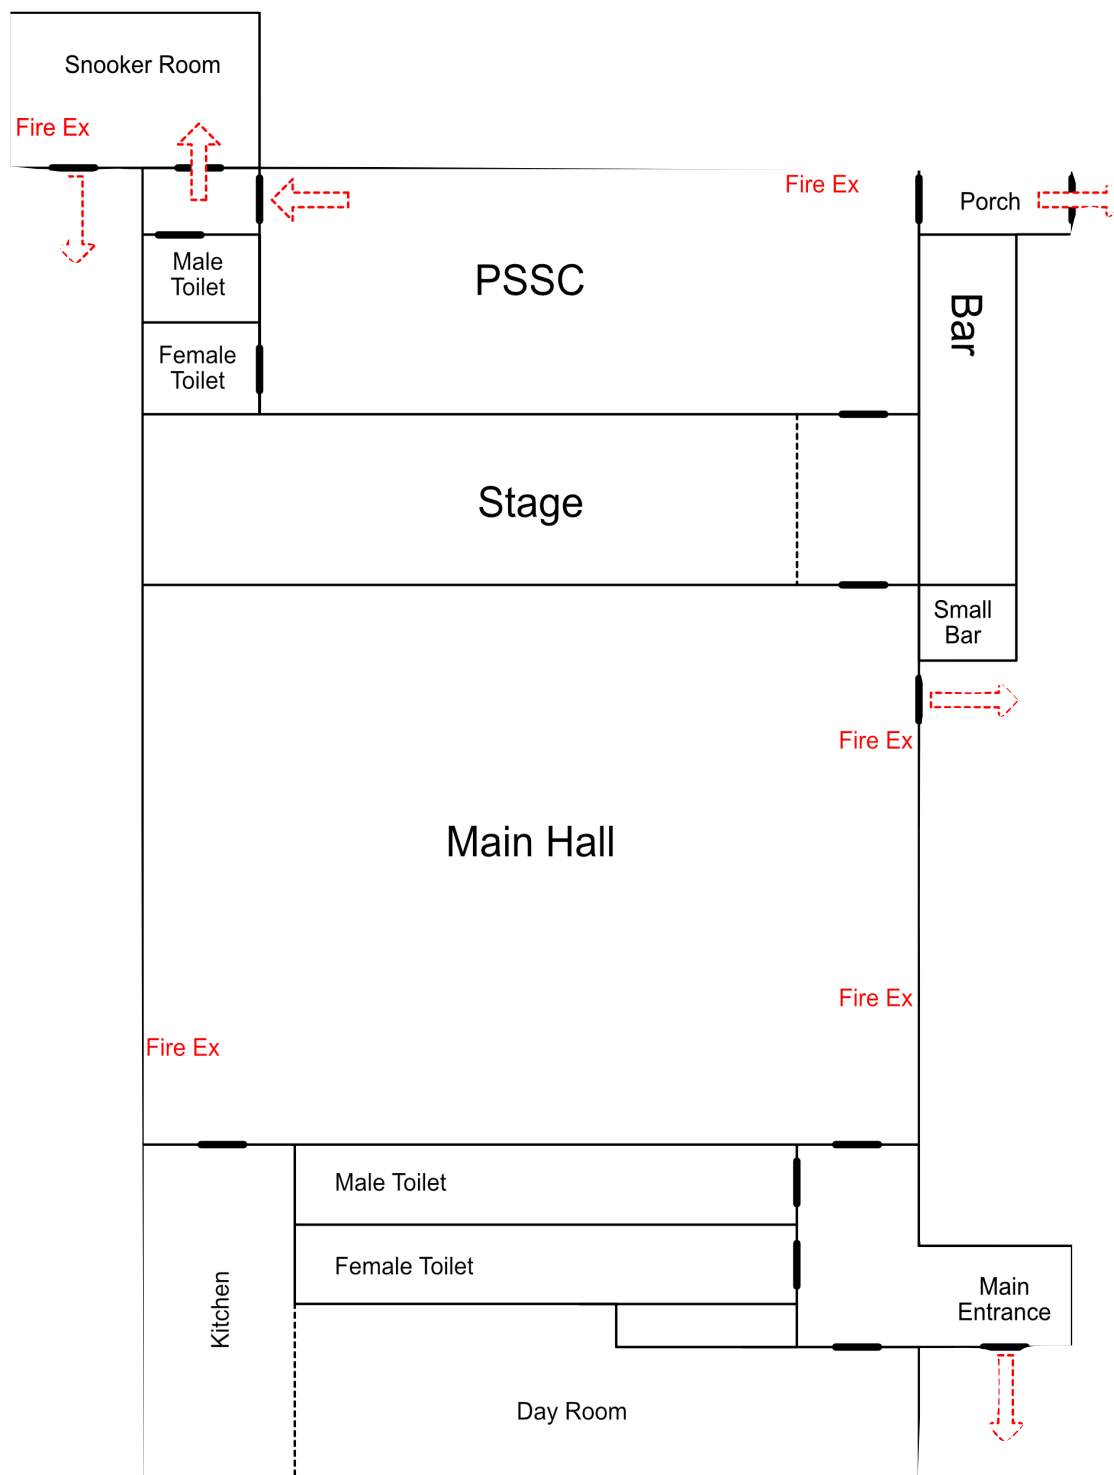 Snooker Room
Fire Ex
Fire Ex
Porch
Male
Toilet
PSSC
Bar
Female
Toilet
Stage
Small
Bar
Fire Ex
Main Hall
Fire Ex
Fire Ex
Male Toilet
Female Toilet
Kitchen
Main
Entrance
Day Room